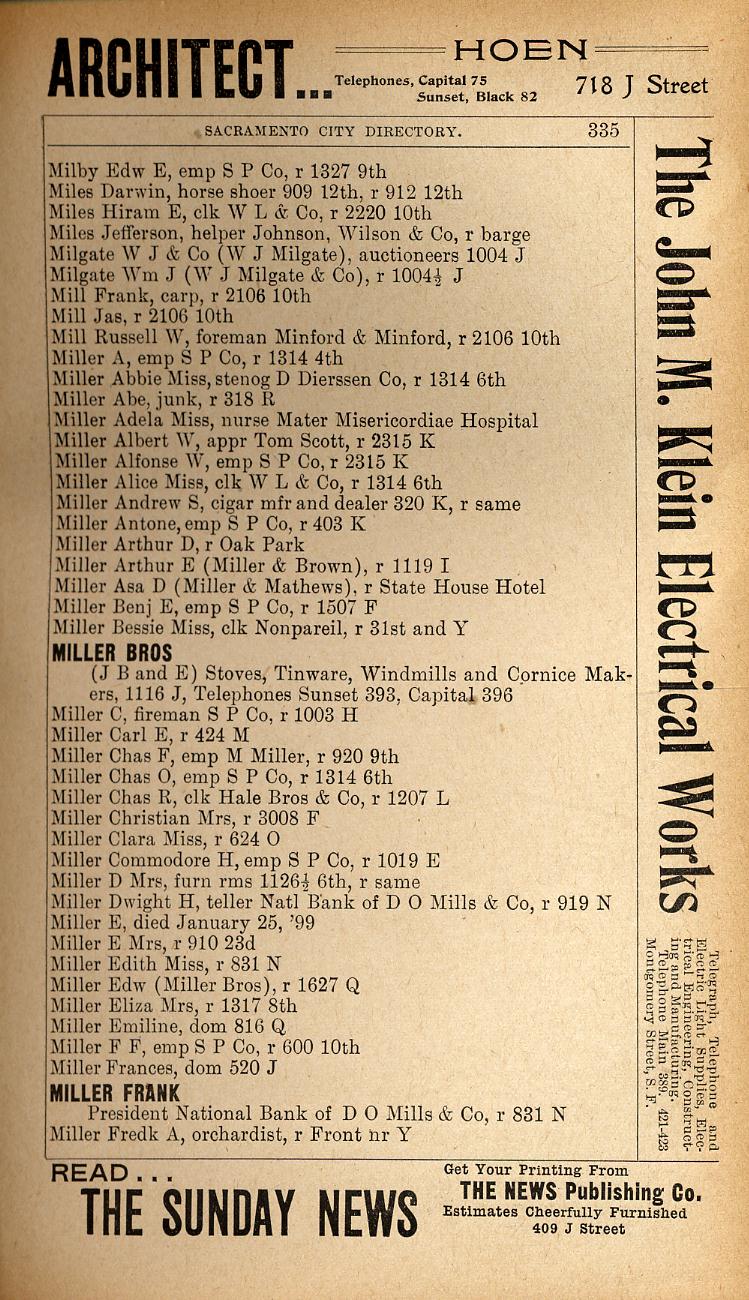 ARCHITECT...
HOEN
Telephones, Capital 75
Sunset, Black 82
718 J Street
SACRAMENTO CITY DIRECTORY. 335
Milby Edw E, emp S P Co, r 1327 9th
Miles Darwin, horse shoer 909 12th, r 912 12th
Miles Hiram E, clk W L & Co, r 2220 10th
Miles Jefferson, helper Johnson, Wilson & Co, r barge
Milgate W J & Co (W J Milgate), auctioneers 1004 J
Milgate Wm J (W J Milgate & Co), r 1004½ J
Mill Frank, carp, r 2106 10th
Mill Jas, r 2106 10th
Mill Russell W, foreman Minford & Minford, r 2106 10th
Miller A, emp S P Co, r 1314 4th
Miller Abbie Miss, stenog D Dierssen Co, r 1314 6th
Miller Abe, junk, r 318 R
Miller Adela Miss, nurse Mater Misericordiae Hospital
Miller Albert W, appr Tom Scott, r 2315 K
Miller Alfonse W, emp S P Co, r 2315 K
Miller Alice Miss, clk W L & Co, r 1314 6th
Miller Andrew S, cigar mfr and dealer 320 K, r same
Miller Antone, emp S P Co, r 403 K
Miller Arthur D, r Oak Park
Miller Arthur E (Miller & Brown), r 1119 I
Miller Asa D (Miller & Mathews), r State House Hotel
Miller Benj E, emp S P Co, r 1507 F
Miller Bessie Miss, clk Nonpareil, r 31st and Y
MILLER BROS
(J B and E) Stoves, Tinware, Windmills and Cornice Mak-
ers, 1116 J, Telephones Sunset 393, Capital 396
Miller C, fireman S P Co, r 1003 H
Miller Carl E, r 424 M
Miller Chas F, emp M Miller, r 920 9th
Miller Chas O, emp S P Co, r 1314 6th
Miller Chas R, clk Hale Bros & Co, r 1207 L
Miller Christian Mrs, r 3008 F
Miller Clara Miss, r 624 O
Miller Commodore H, emp S P Co, r 1019 E
Miller D Mrs, furn rms 1126½ 6th, r same
Miller Dwight H, teller Natl Bank of D O Mills & Co, r 919 N
Miller E, died January 25, '99
Miller E Mrs, r 910 23d
Miller Edith Miss, r 831 N
Miller Edw (Miller Bros), r 1627 Q
Miller Eliza Mrs, r 1317 8th
Miller Emiline, dom 816 Q
Miller F F, emp S P Co, r 600 10th
Miller Frances, dom 520 J
MILLER FRANK
President National Bank of D O Mills & Co, r 831 N
Miller Fredk A, orchardist, r Front nr Y
The John M. Klein Electrical Works
Telegraph, Telephone and
Electric Light Supplies, Elec-
trical Engineering, Construct-
ing and Manufacturing.
Telephone Main 389. 421-423
Montgomery Street, S. F.
READ...
THE SUNDAY NEWS
Get Your Printing From
THE NEWS Publishing Co.
Estimates Cheerfully Furnished
409 J Street